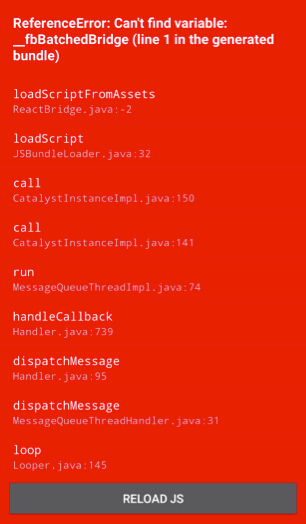 ReferenceError: Can't find variable:
__fbBatchedBridge (line 1 in the generated
bundle)
loadScriptFromAssets
ReactBridge.java:-2
loadScript
JSBundleLoader.java:32
call
CatalystInstanceImpl.java:150
call
CatalystInstanceImpl.java:141
run
MessageQueueThreadImpl.java:74
handleCallback
Handler.java:739
dispatchMessage
Handler.java:95
dispatchMessage
MessageQueueThreadHandler.java:31
loop
Looper.java:145
RELOAD JS